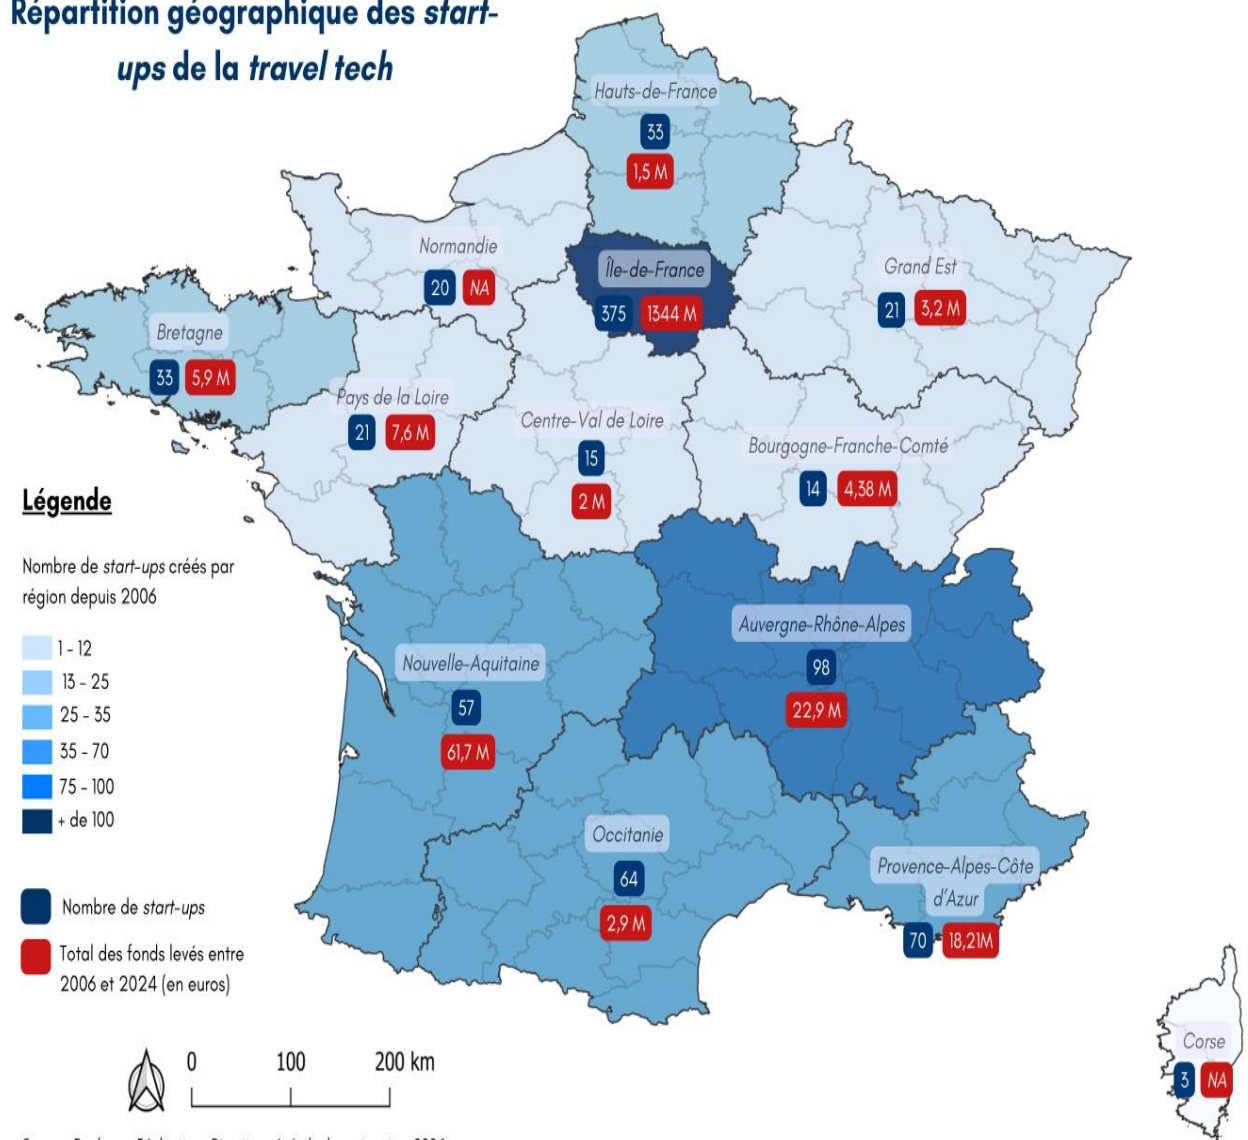 Répartition géographique des start-
ups de la travel tech
Hauts-de-France
33
1,5 M
Normandie
20 NA
Île-de-France
375 1344 M
Grand Est
21 3,2 M
Bretagne
33 5,9 M
Pays de la Loire
21 7,6 M
Centre-Val de Loire
15
2 M
Bourgogne-Franche-Comté
14 4,38 M
Auvergne-Rhône-Alpes
98
22,9 M
Nouvelle-Aquitaine
57
61,7 M
Occitanie
64
2,9 M
Provence-Alpes-Côte
d'Azur
70 18,21M
Corse
3 NA
Légende
Nombre de start-ups créés par
région depuis 2006
1 - 12
13 - 25
25 - 35
35 - 70
75 - 100
+ de 100
Nombre de start-ups
Total des fonds levés entre
2006 et 2024 (en euros)
0 100 200 km